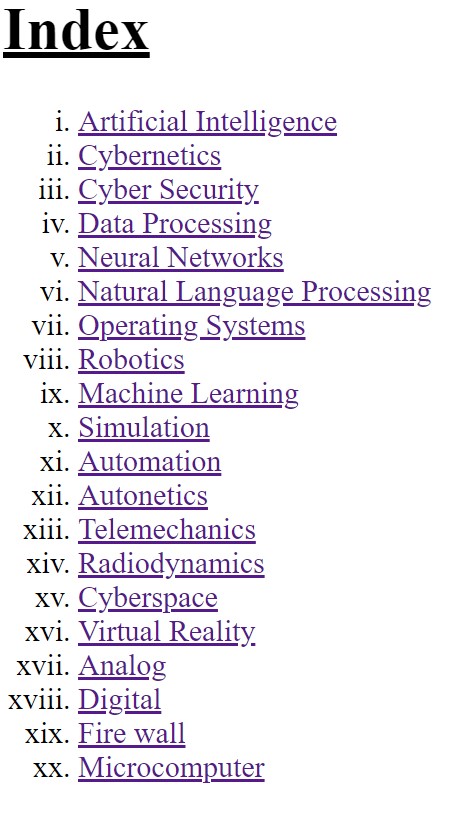 Index
i. Artificial Intelligence
ii. Cybernetics
iii. Cyber Security
iv. Data Processing
v. Neural Networks
vi. Natural Language Processing
vii. Operating Systems
viii. Robotics
ix. Machine Learning
x. Simulation
xi. Automation
xii. Autonetics
xiii. Telemechanics
xiv. Radiodynamics
xv. Cyberspace
xvi. Virtual Reality
xvii. Analog
xviii. Digital
xix. Fire wall
xx. Microcomputer